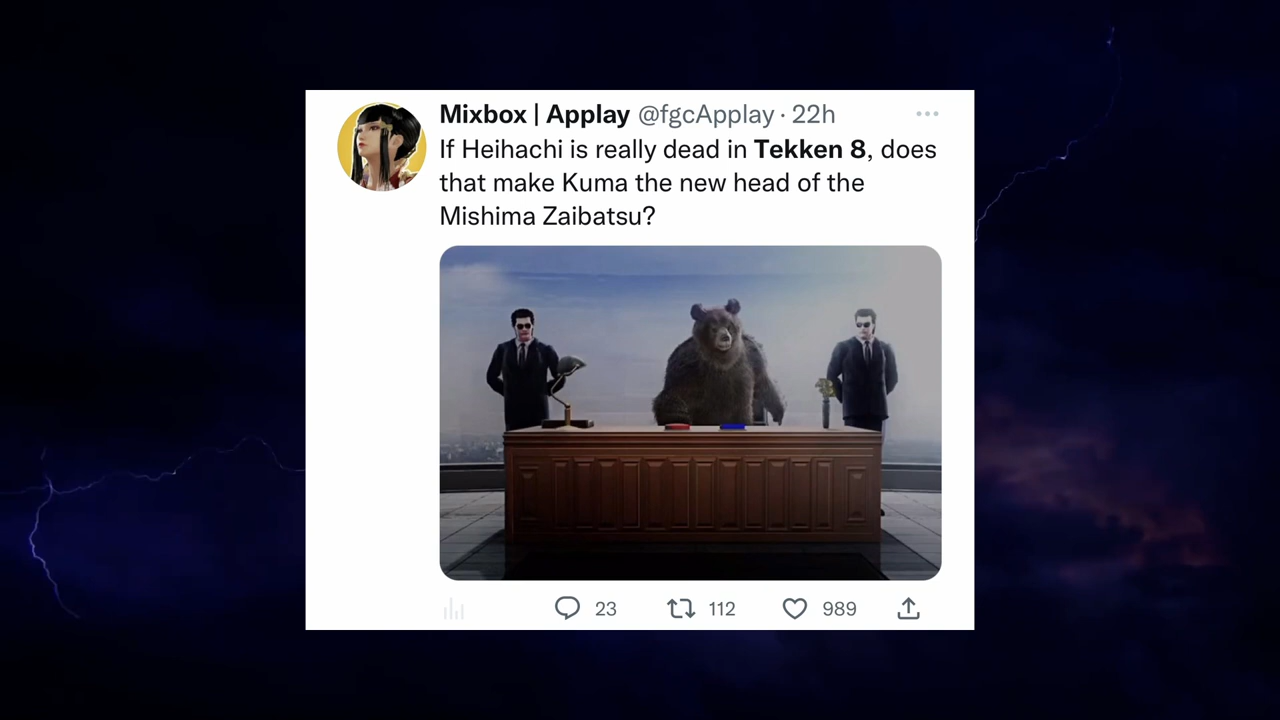 Mixbox | Applay @fgcApplay · 22h
If Heihachi is really dead in Tekken 8, does
that make Kuma the new head of the
Mishima Zaibatsu?
23 112 989